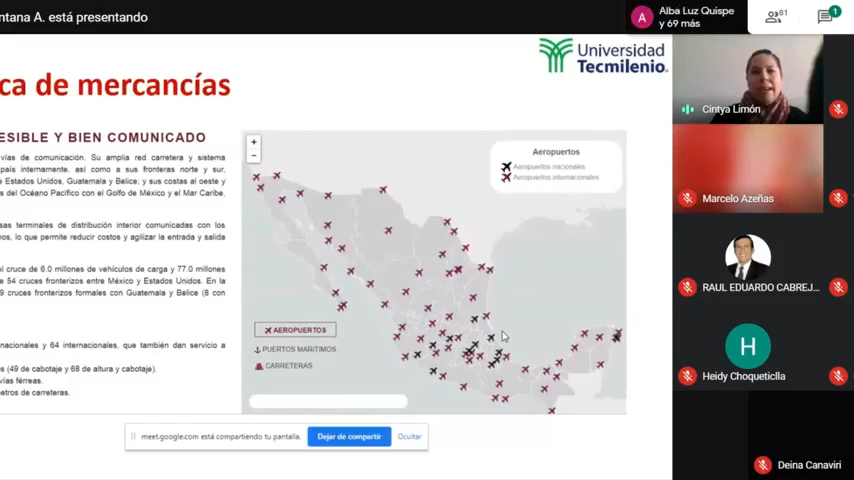 ntana A. está presentando
Alba Luz Quispe
y 69 más
A
81
1
Universidad
Tecmilenio
ca de mercancías
ESIBLE Y BIEN COMUNICADO
vías de comunicación. Su amplia red carretera y sistema
país internamente, así como a sus fronteras norte y sur,
Estados Unidos, Guatemala y Belice; y sus costas al oeste y
s del Océano Pacífico con el Golfo de México y el Mar Caribe,
sas terminales de distribución interior comunicadas con los
nos, lo que permite reducir costos y agilizar la entrada y salida
el cruce de 6.0 millones de vehículos de carga y 77.0 millones
e 54 cruces fronterizos entre México y Estados Unidos. En la
9 cruces fronterizos formales con Guatemala y Belice (8 con
nacionales y 64 internacionales, que también dan servicio a
s (49 de cabotaje y 68 de altura y cabotaje).
vías férreas.
metros de carreteras.
+
-
Aeropuertos
Aeropuertos nacionales
Aeropuertos internacionales
AEROPUERTOS
PUERTOS MARÍTIMOS
CARRETERAS
meet.google.com está compartiendo tu pantalla.
Dejar de compartir
Ocultar
Cintya Limón
Marcelo Azeñas
RAUL EDUARDO CABREJ...
H
Heidy Choqueticlla
Deina Canaviri